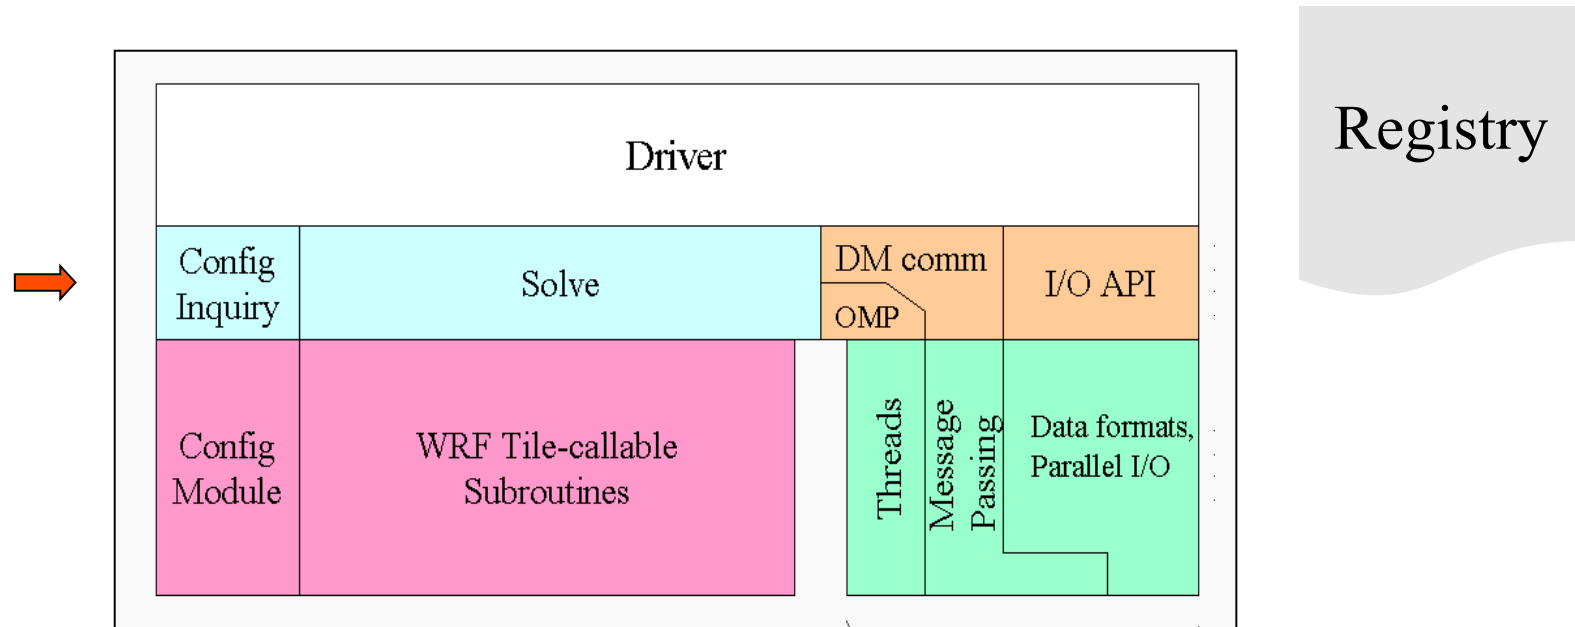 Registry
Driver
Config
Inquiry
Solve
DM comm
OMP
I/O API
Config
Module
WRF Tile-callable
Subroutines
Threads
Message
Passing
Data formats,
Parallel I/O